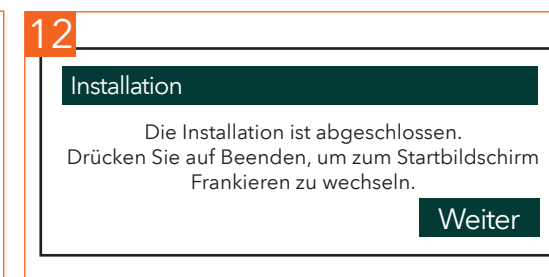 12
Installation
Die Installation ist abgeschlossen.
Drücken Sie auf Beenden, um zum Startbildschirm
Frankieren zu wechseln.
Weiter